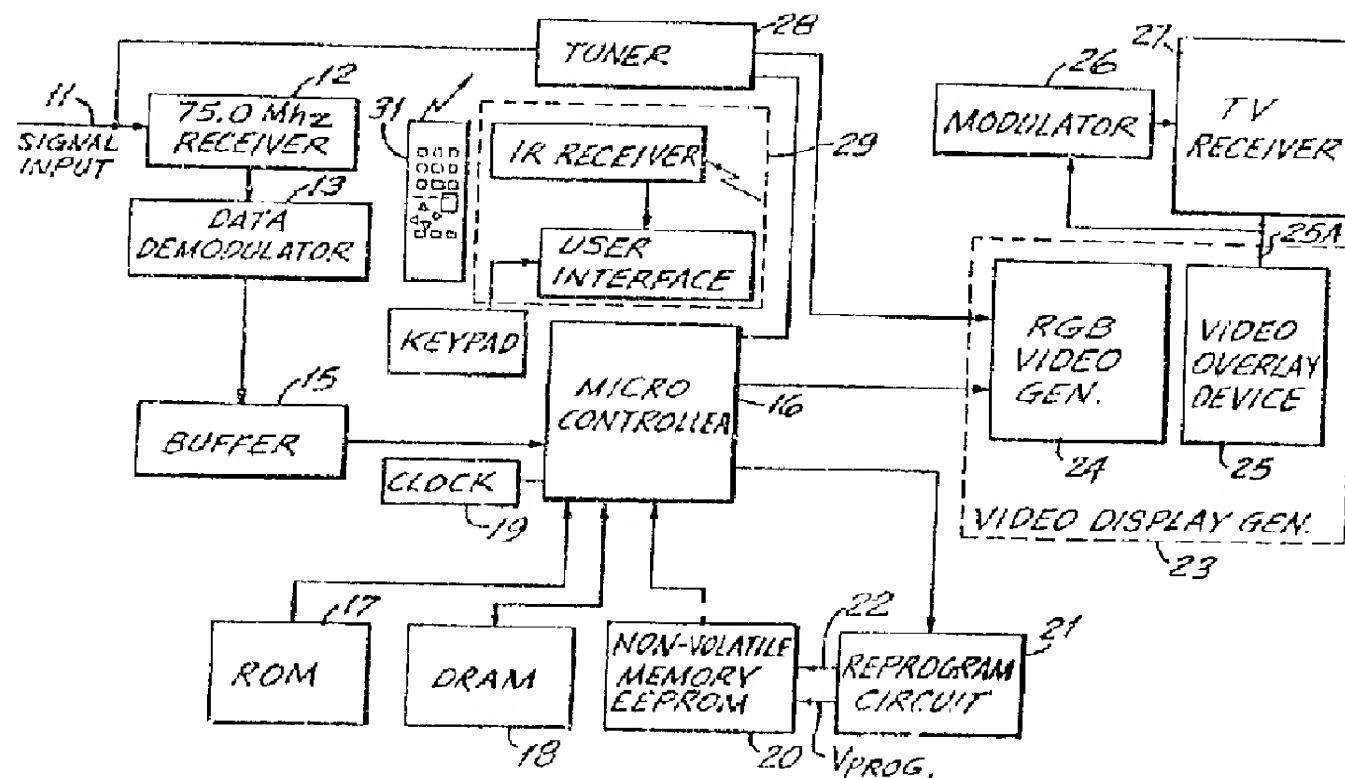 28
TUNER
27
26
MODULATOR
TV
RECEIVER
11
SIGNAL
INPUT
12
75.0 Mhz
RECEIVER
31
IR RECEIVER
29
13
DATA
DEMODULATOR
USER
INTERFACE
25A
KEYPAD
MICRO
CONTROLLER
16
RGB
VIDEO
GEN.
24
VIDEO
OVERLAY
DEVICE
25
15
BUFFER
CLOCK
19
VIDEO DISPLAY GEN.
23
17
ROM
DRAM
18
NON-VOLATILE
MEMORY
EEPROM
20
22
VPROG.
21
REPROGRAM
CIRCUIT